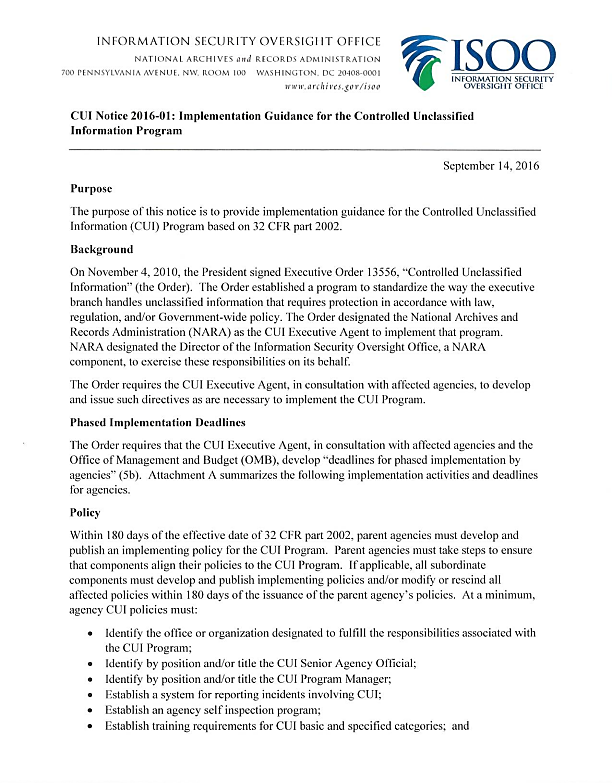 INFORMATION SECURITY OVERSIGHT OFFICE
NATIONAL ARCHIVES and RECORDS ADMINISTRATION
700 PENNSYLVANIA AVENUE, NW, ROOM 100 WASHINGTON, DC 20408-0001
www.archives.gov/isoo
ISOO
INFORMATION SECURITY
OVERSIGHT OFFICE
CUI Notice 2016-01: Implementation Guidance for the Controlled Unclassified
Information Program
September 14, 2016
Purpose
The purpose of this notice is to provide implementation guidance for the Controlled Unclassified
Information (CUI) Program based on 32 CFR part 2002.
Background
On November 4, 2010, the President signed Executive Order 13556, “Controlled Unclassified
Information” (the Order). The Order established a program to standardize the way the executive
branch handles unclassified information that requires protection in accordance with law,
regulation, and/or Government-wide policy. The Order designated the National Archives and
Records Administration (NARA) as the CUI Executive Agent to implement that program.
NARA designated the Director of the Information Security Oversight Office, a NARA
component, to exercise these responsibilities on its behalf.
The Order requires the CUI Executive Agent, in consultation with affected agencies, to develop
and issue such directives as are necessary to implement the CUI Program.
Phased Implementation Deadlines
The Order requires that the CUI Executive Agent, in consultation with affected agencies and the
Office of Management and Budget (OMB), develop “deadlines for phased implementation by
agencies” (5b). Attachment A summarizes the following implementation activities and deadlines
for agencies.
Policy
Within 180 days of the effective date of 32 CFR part 2002, parent agencies must develop and
publish an implementing policy for the CUI Program. Parent agencies must take steps to ensure
that components align their policies to the CUI Program. If applicable, all subordinate
components must develop and publish implementing policies and/or modify or rescind all
affected policies within 180 days of the issuance of the parent agency’s policies. At a minimum,
agency CUI policies must:
• Identify the office or organization designated to fulfill the responsibilities associated with
the CUI Program;
• Identify by position and/or title the CUI Senior Agency Official;
• Identify by position and/or title the CUI Program Manager;
• Establish a system for reporting incidents involving CUI;
• Establish an agency self inspection program;
• Establish training requirements for CUI basic and specified categories; and